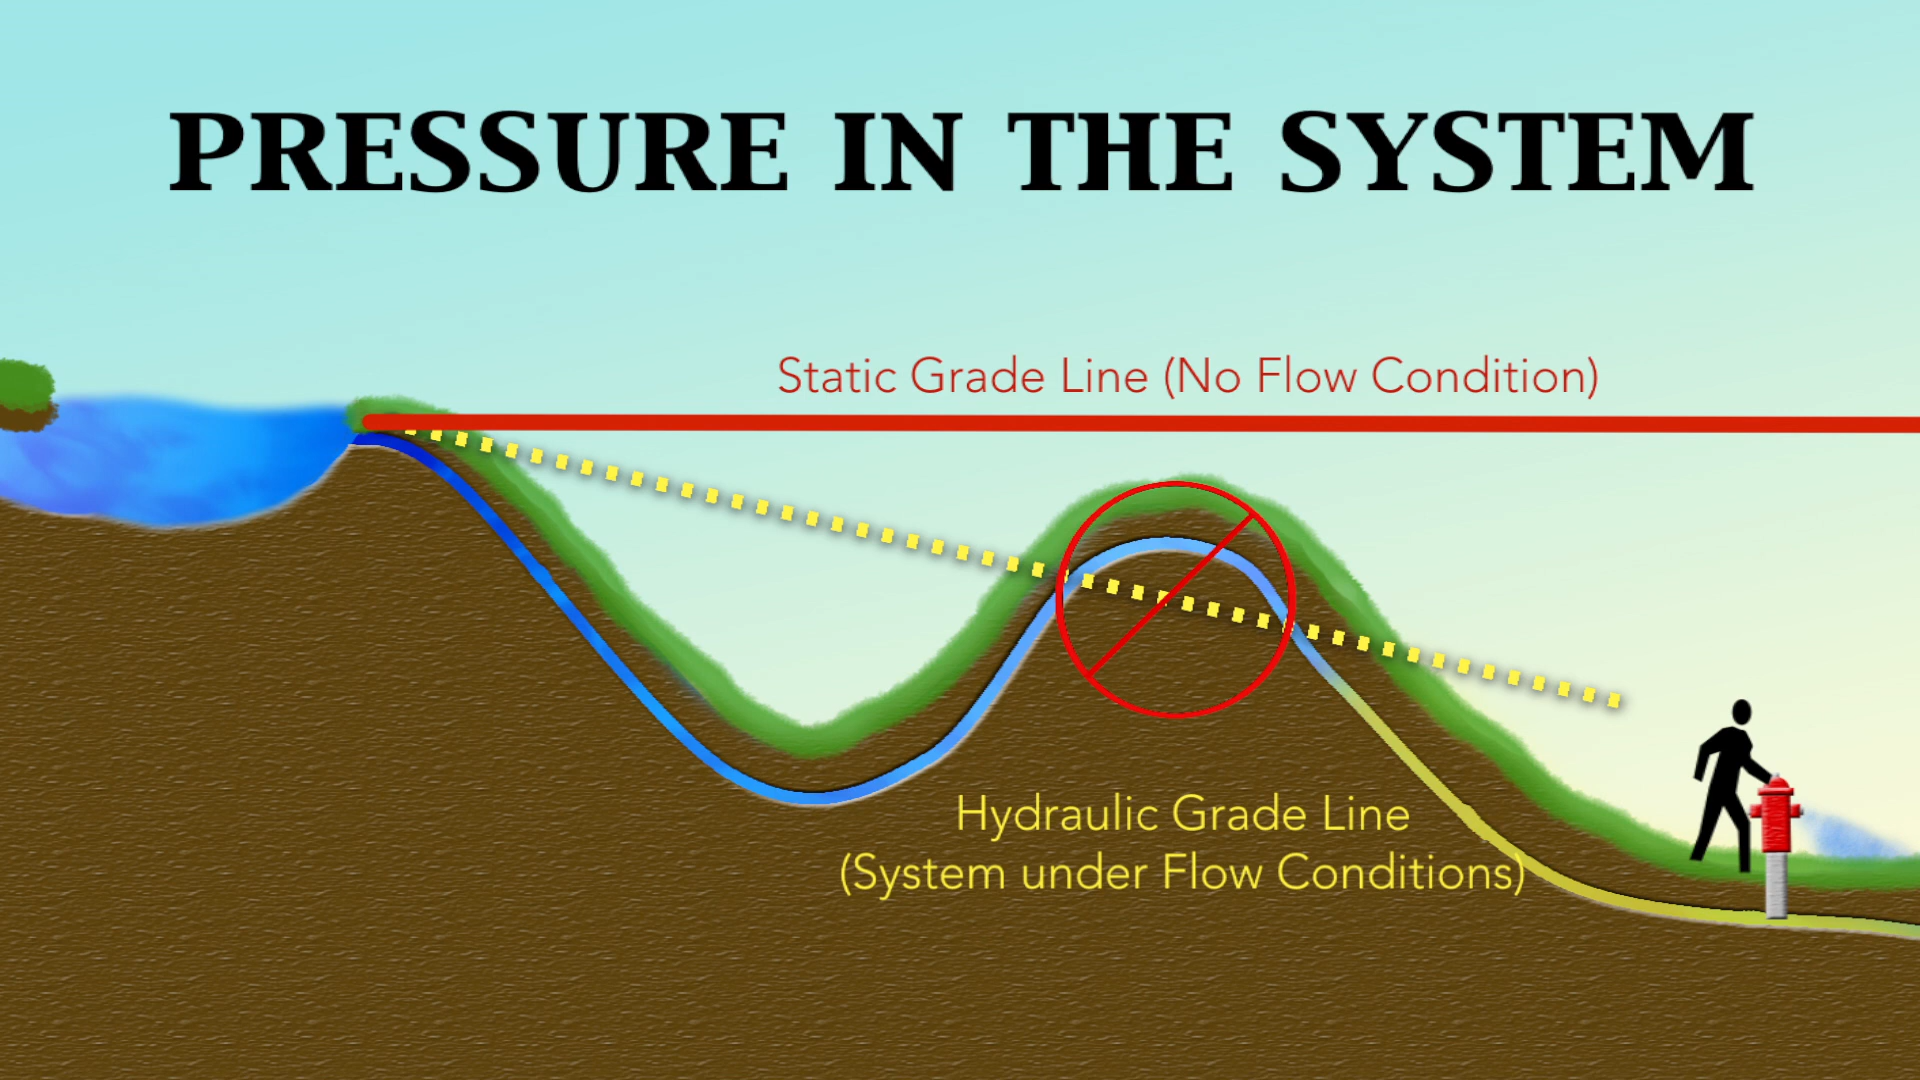 PRESSURE IN THE SYSTEM
Static Grade Line (No Flow Condition)
Hydraulic Grade Line
(System under Flow Conditions)